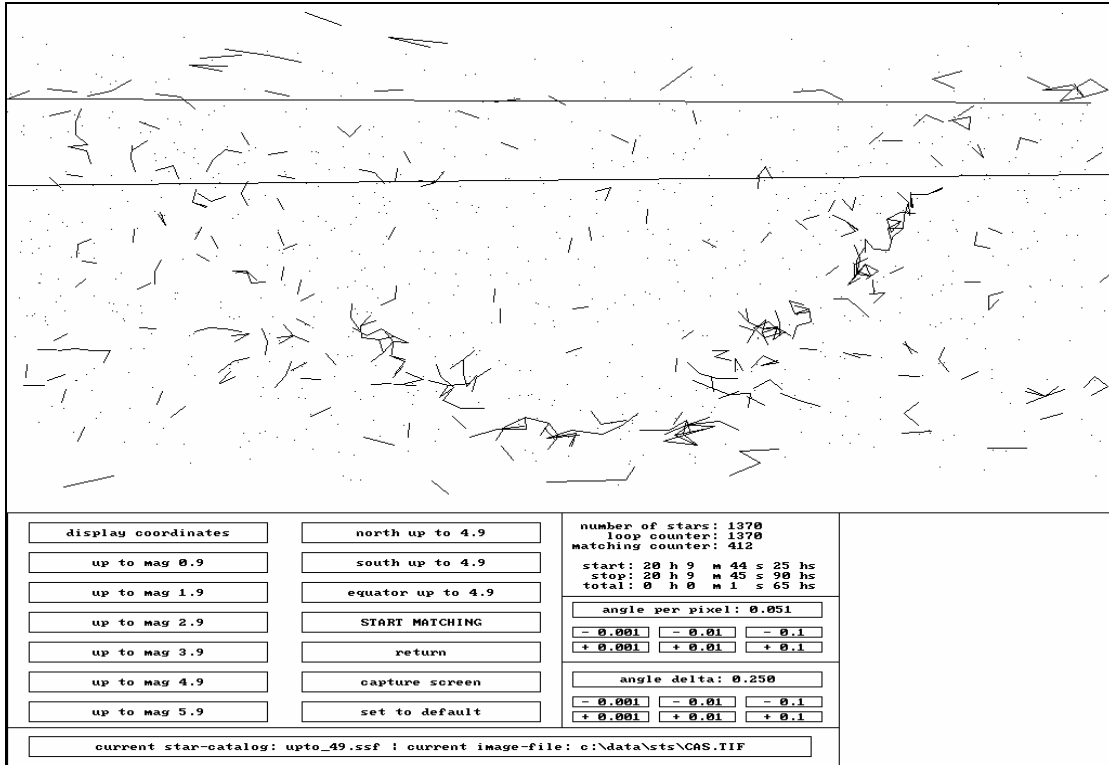 display coordinates
up to mag 0.9
up to mag 1.9
up to mag 2.9
up to mag 3.9
up to mag 4.9
up to mag 5.9
north up to 4.9
south up to 4.9
equator up to 4.9
START MATCHING
return
capture screen
set to default
number of stars: 1370
loop counter: 1370
matching counter: 412
start: 20 h 9 m 44 s 25 hs
stop: 20 h 9 m 45 s 90 hs
total: 0 h 0 m 1 s 65 hs
angle per pixel: 0.051
- 0.001 - 0.01 - 0.1
+ 0.001 + 0.01 + 0.1
angle delta: 0.250
- 0.001 - 0.01 - 0.1
+ 0.001 + 0.01 + 0.1
current star-catalog: upto_49.ssf | current image-file: c:\data\sts\CAS.TIF